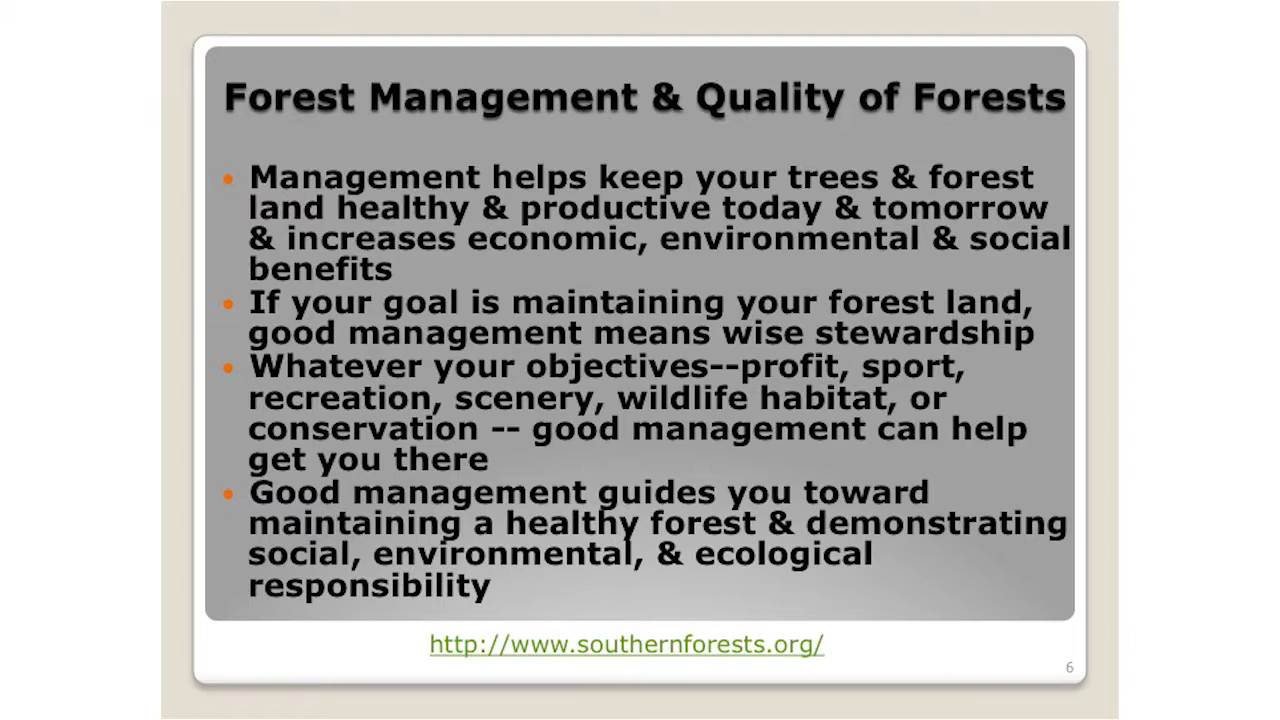 Forest Management & Quality of Forests
• Management helps keep your trees & forest
land healthy & productive today & tomorrow
& increases economic, environmental & social
benefits
• If your goal is maintaining your forest land,
good management means wise stewardship
• Whatever your objectives--profit, sport,
recreation, scenery, wildlife habitat, or
conservation -- good management can help
get you there
• Good management guides you toward
maintaining a healthy forest & demonstrating
social, environmental, & ecological
responsibility
http://www.southernforests.org/
6